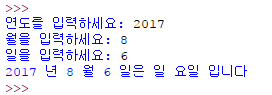 >>>
연도를 입력하세요: 2017
월을 입력하세요: 8
일을 입력하세요: 6
2017 년 8 월 6 일은 일 요일 입니다
>>>